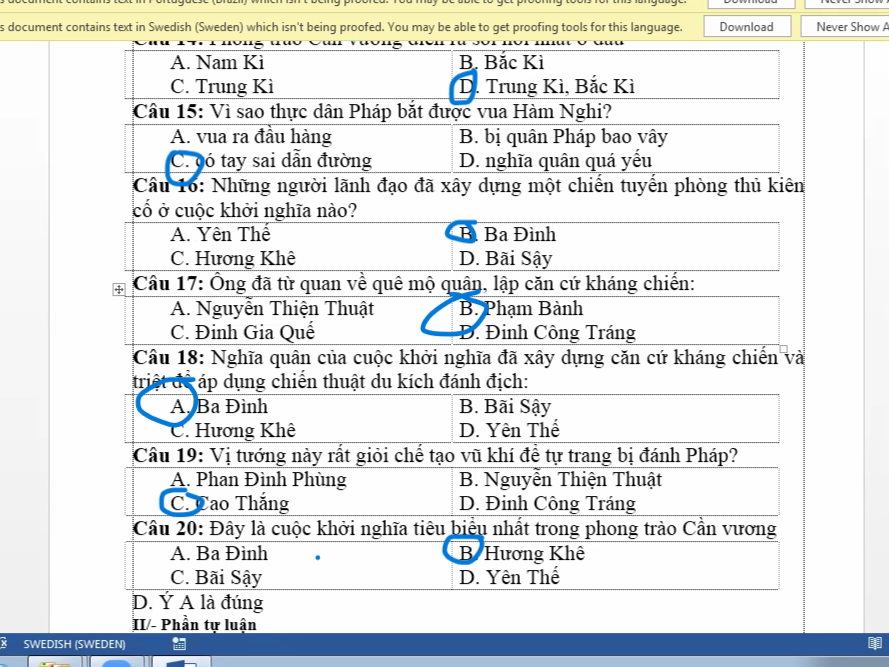 s document contains text in Portuguese (Brazil) which isn't being proofed. You may be able to get proofing tools for this language. Download Never Show A
s document contains text in Swedish (Sweden) which isn't being proofed. You may be able to get proofing tools for this language. Download Never Show A
Câu 14: Phong trào Cần vương diễn ra sôi nổi nhất ở đâu
A. Nam Kì B. Bắc Kì
C. Trung Kì D. Trung Kì, Bắc Kì
Câu 15: Vì sao thực dân Pháp bắt được vua Hàm Nghi?
A. vua ra đầu hàng B. bị quân Pháp bao vây
C. có tay sai dẫn đường D. nghĩa quân quá yếu
Câu 16: Những người lãnh đạo đã xây dựng một chiến tuyến phòng thủ kiên
cố ở cuộc khởi nghĩa nào?
A. Yên Thế B. Ba Đình
C. Hương Khê D. Bãi Sậy
Câu 17: Ông đã từ quan về quê mộ quân, lập căn cứ kháng chiến:
A. Nguyễn Thiện Thuật B. Phạm Bành
C. Đinh Gia Quế D. Đinh Công Tráng
Câu 18: Nghĩa quân của cuộc khởi nghĩa đã xây dựng căn cứ kháng chiến và
triệt để áp dụng chiến thuật du kích đánh địch:
A. Ba Đình B. Bãi Sậy
C. Hương Khê D. Yên Thế
Câu 19: Vị tướng này rất giỏi chế tạo vũ khí để tự trang bị đánh Pháp?
A. Phan Đình Phùng B. Nguyễn Thiện Thuật
C. Cao Thắng D. Đinh Công Tráng
Câu 20: Đây là cuộc khởi nghĩa tiêu biểu nhất trong phong trào Cần vương
A. Ba Đình B. Hương Khê
C. Bãi Sậy D. Yên Thế
D. Ý A là đúng
II/- Phần tự luận
SWEDISH (SWEDEN)